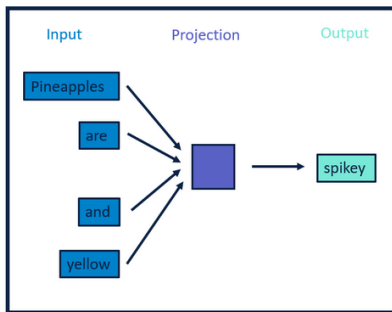 Input Projection Output
Pineapples
are
and
yellow
spikey